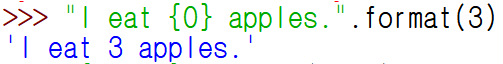 >>> "I eat {0} apples.".format(3)
'I eat 3 apples.'